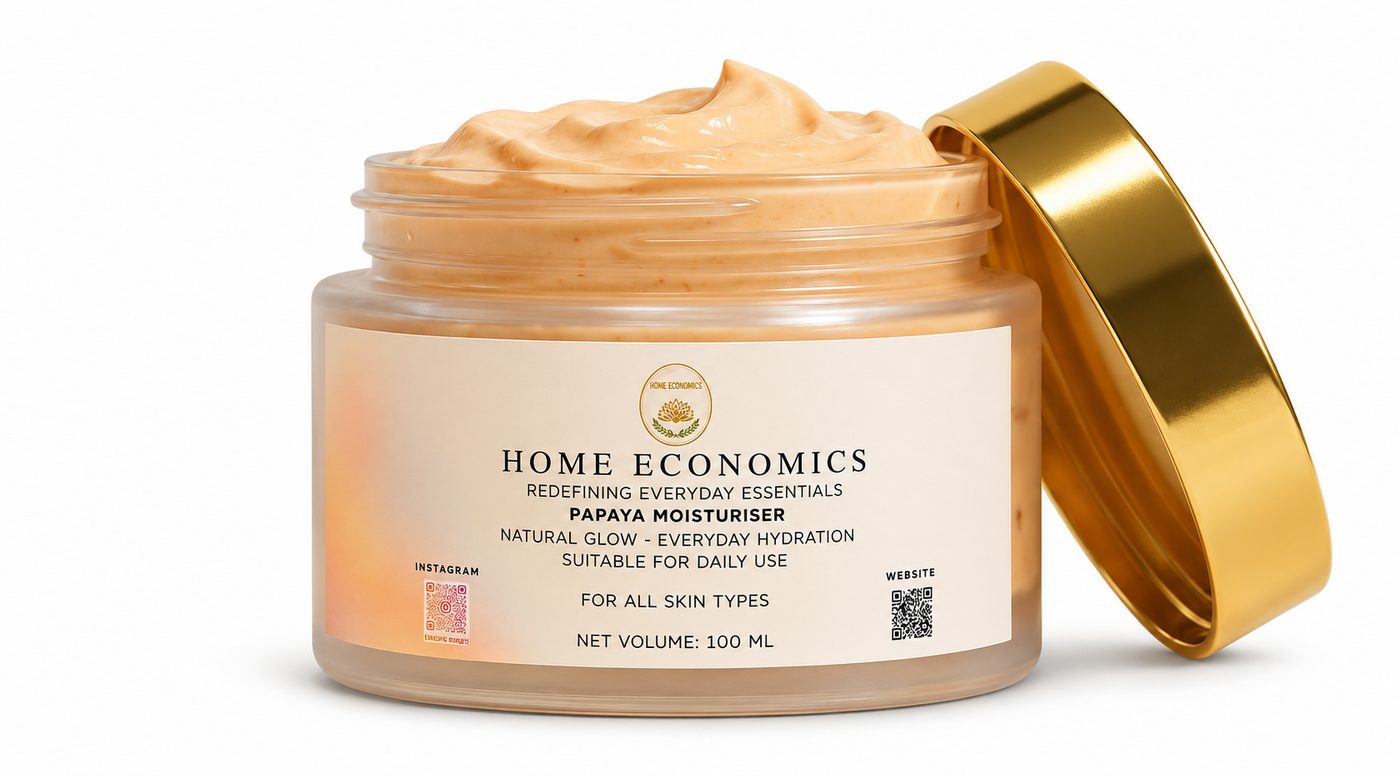 HOME ECONOMICS
HOME ECONOMICS
REDEFINING EVERYDAY ESSENTIALS
PAPAYA MOISTURISER
NATURAL GLOW - EVERYDAY HYDRATION
SUITABLE FOR DAILY USE
INSTAGRAM
WEBSITE
FOR ALL SKIN TYPES
NET VOLUME: 100 ML